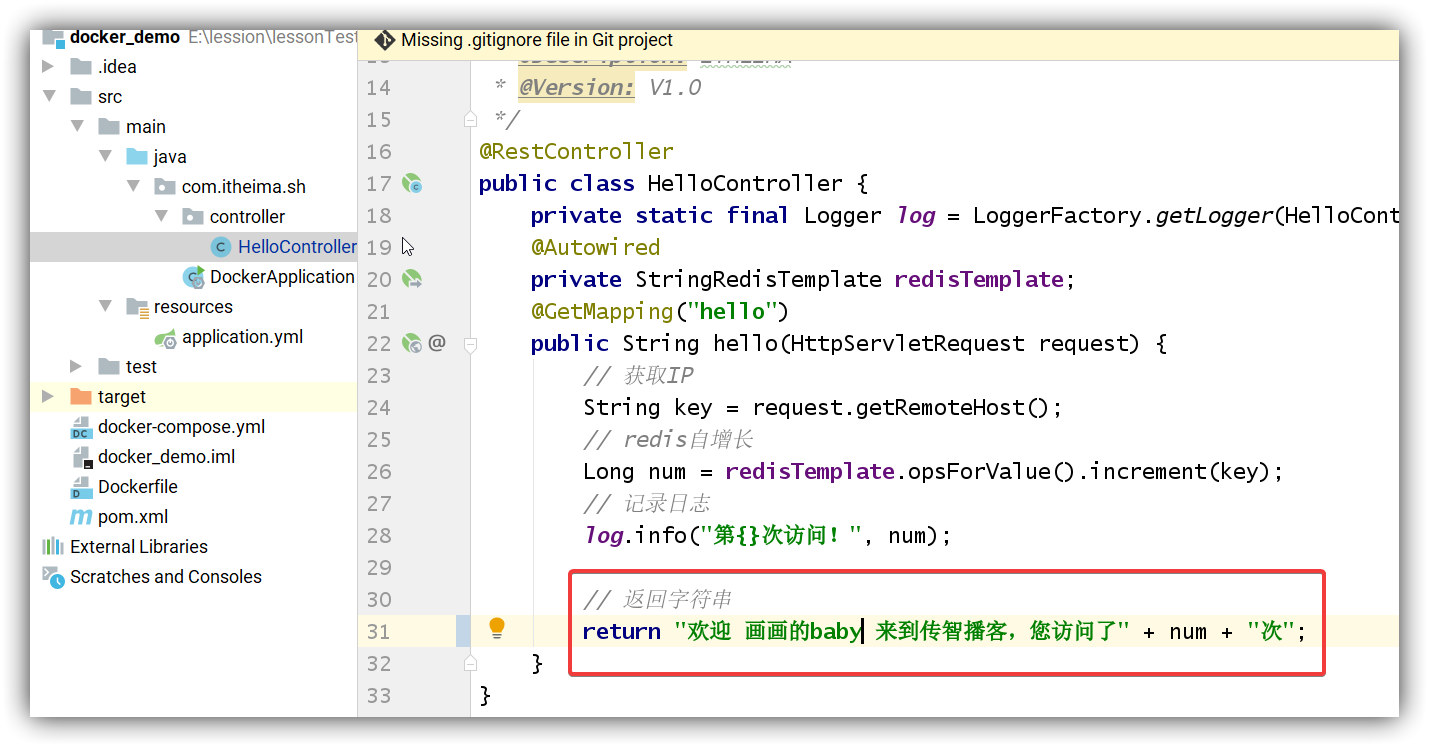 docker_demo E:\lession\lessonTest
.idea
src
main
java
com.itheima.sh
controller
HelloController
DockerApplication
resources
application.yml
test
target
docker-compose.yml
docker_demo.iml
Dockerfile
pom.xml
External Libraries
Scratches and Consoles
Missing .gitignore file in Git project
14 * @Version: V1.0
15 */
16 @RestController
17 public class HelloController {
18 private static final Logger log = LoggerFactory.getLogger(HelloCont
19 @Autowired
20 private StringRedisTemplate redisTemplate;
21 @GetMapping("hello")
22 @ public String hello(HttpServletRequest request) {
23 // 获取IP
24 String key = request.getRemoteHost();
25 // redis自增长
26 Long num = redisTemplate.opsForValue().increment(key);
27 // 记录日志
28 log.info("第{}次访问！", num);
29
30 // 返回字符串
31 return "欢迎 画画的baby 来到传智播客，您访问了" + num + "次";
32 }
33 }